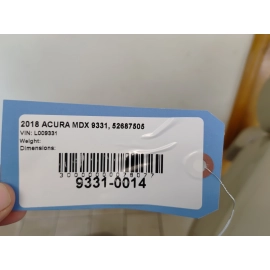 2018 ACURA MDX 9331, 52687505
VIN: L009331
Weight:
Dimensions:
9331-0014